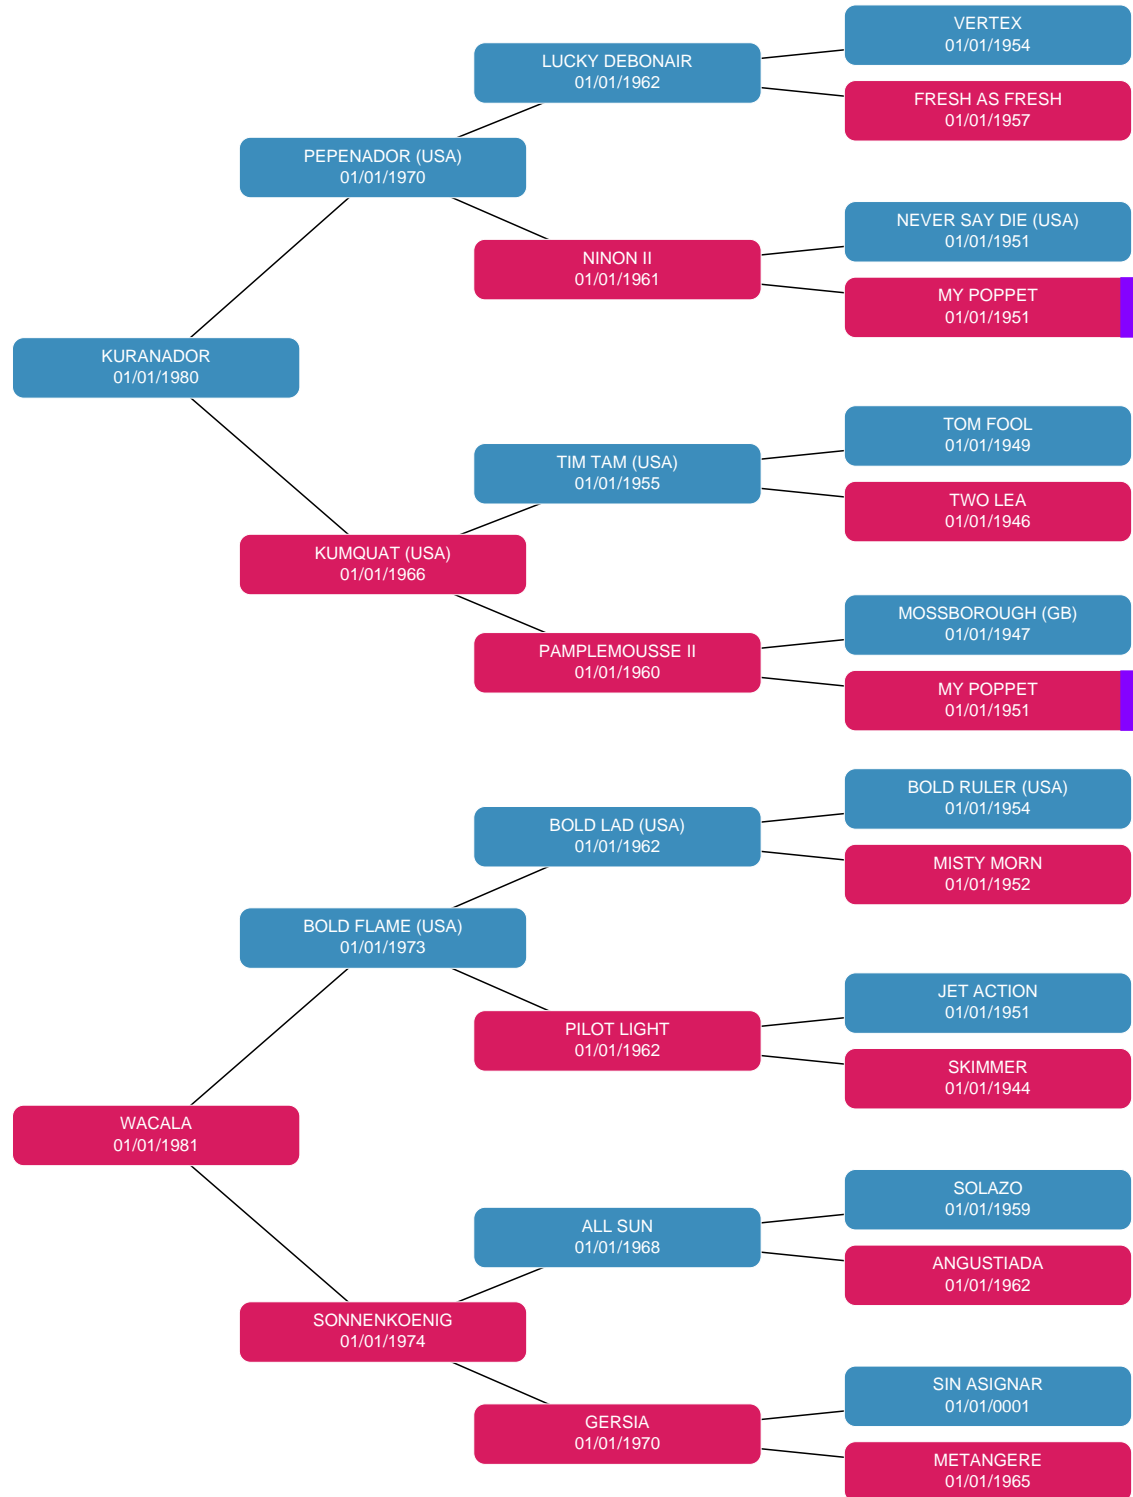 VERTEX
01/01/1954
LUCKY DEBONAIR
01/01/1962
FRESH AS FRESH
01/01/1957
PEPENADOR (USA)
01/01/1970
NEVER SAY DIE (USA)
01/01/1951
NINON II
01/01/1961
MY POPPET
01/01/1951
KURANADOR
01/01/1980
TOM FOOL
01/01/1949
TIM TAM (USA)
01/01/1955
TWO LEA
01/01/1946
KUMQUAT (USA)
01/01/1966
MOSSBOROUGH (GB)
01/01/1947
PAMPLEMOUSSE II
01/01/1960
MY POPPET
01/01/1951
BOLD RULER (USA)
01/01/1954
BOLD LAD (USA)
01/01/1962
MISTY MORN
01/01/1952
BOLD FLAME (USA)
01/01/1973
JET ACTION
01/01/1951
PILOT LIGHT
01/01/1962
SKIMMER
01/01/1944
WACALA
01/01/1981
SOLAZO
01/01/1959
ALL SUN
01/01/1968
ANGUSTIADA
01/01/1962
SONNENKOENIG
01/01/1974
SIN ASIGNAR
01/01/0001
GERSIA
01/01/1970
METANGERE
01/01/1965